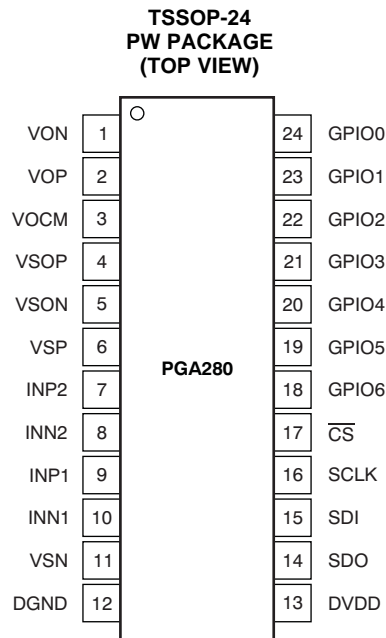 TSSOP-24
PW PACKAGE
(TOP VIEW)
VON 1 24 GPIO0
VOP 2 23 GPIO1
VOCM 3 22 GPIO2
VSOP 4 21 GPIO3
VSON 5 20 GPIO4
VSP 6 19 GPIO5
PGA280
INP2 7 18 GPIO6
INN2 8 17 C̅S̅
INP1 9 16 SCLK
INN1 10 15 SDI
VSN 11 14 SDO
DGND 12 13 DVDD